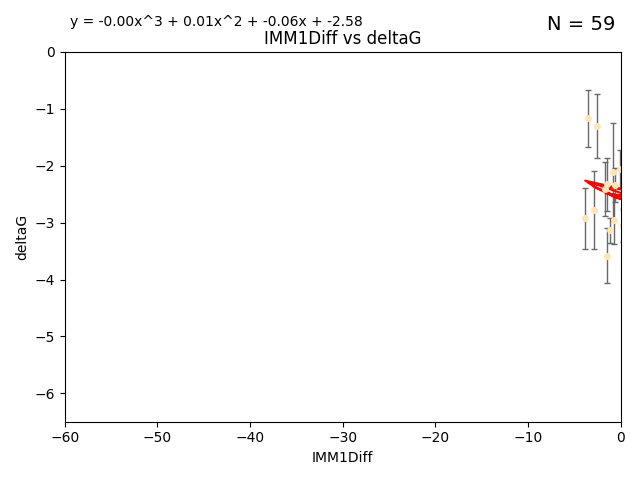 y = -0.00x^3 + 0.01x^2 + -0.06x + -2.58
N = 59
IMM1Diff vs deltaG
0
−1
−2
−3
−4
−5
−6
deltaG
−60 −50 −40 −30 −20 −10 0
IMM1Diff